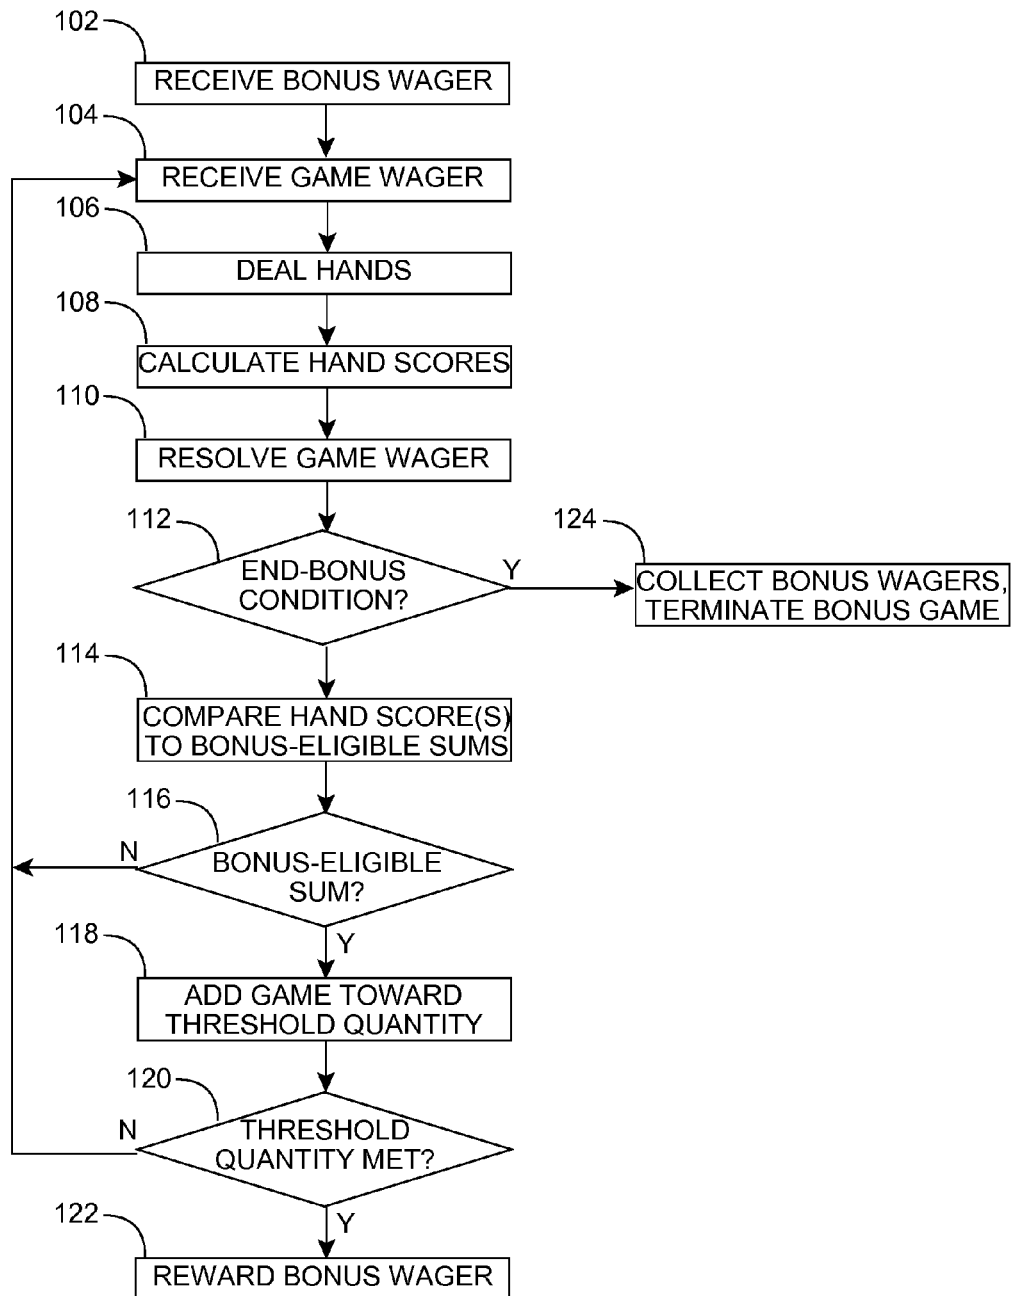 102
RECEIVE BONUS WAGER
104
RECEIVE GAME WAGER
106
DEAL HANDS
108
CALCULATE HAND SCORES
110
RESOLVE GAME WAGER
112
END-BONUS
CONDITION?
Y
124
COLLECT BONUS WAGERS,
TERMINATE BONUS GAME
114
COMPARE HAND SCORE(S)
TO BONUS-ELIGIBLE SUMS
116
N
BONUS-ELIGIBLE
SUM?
Y
118
ADD GAME TOWARD
THRESHOLD QUANTITY
120
N
THRESHOLD
QUANTITY MET?
Y
122
REWARD BONUS WAGER